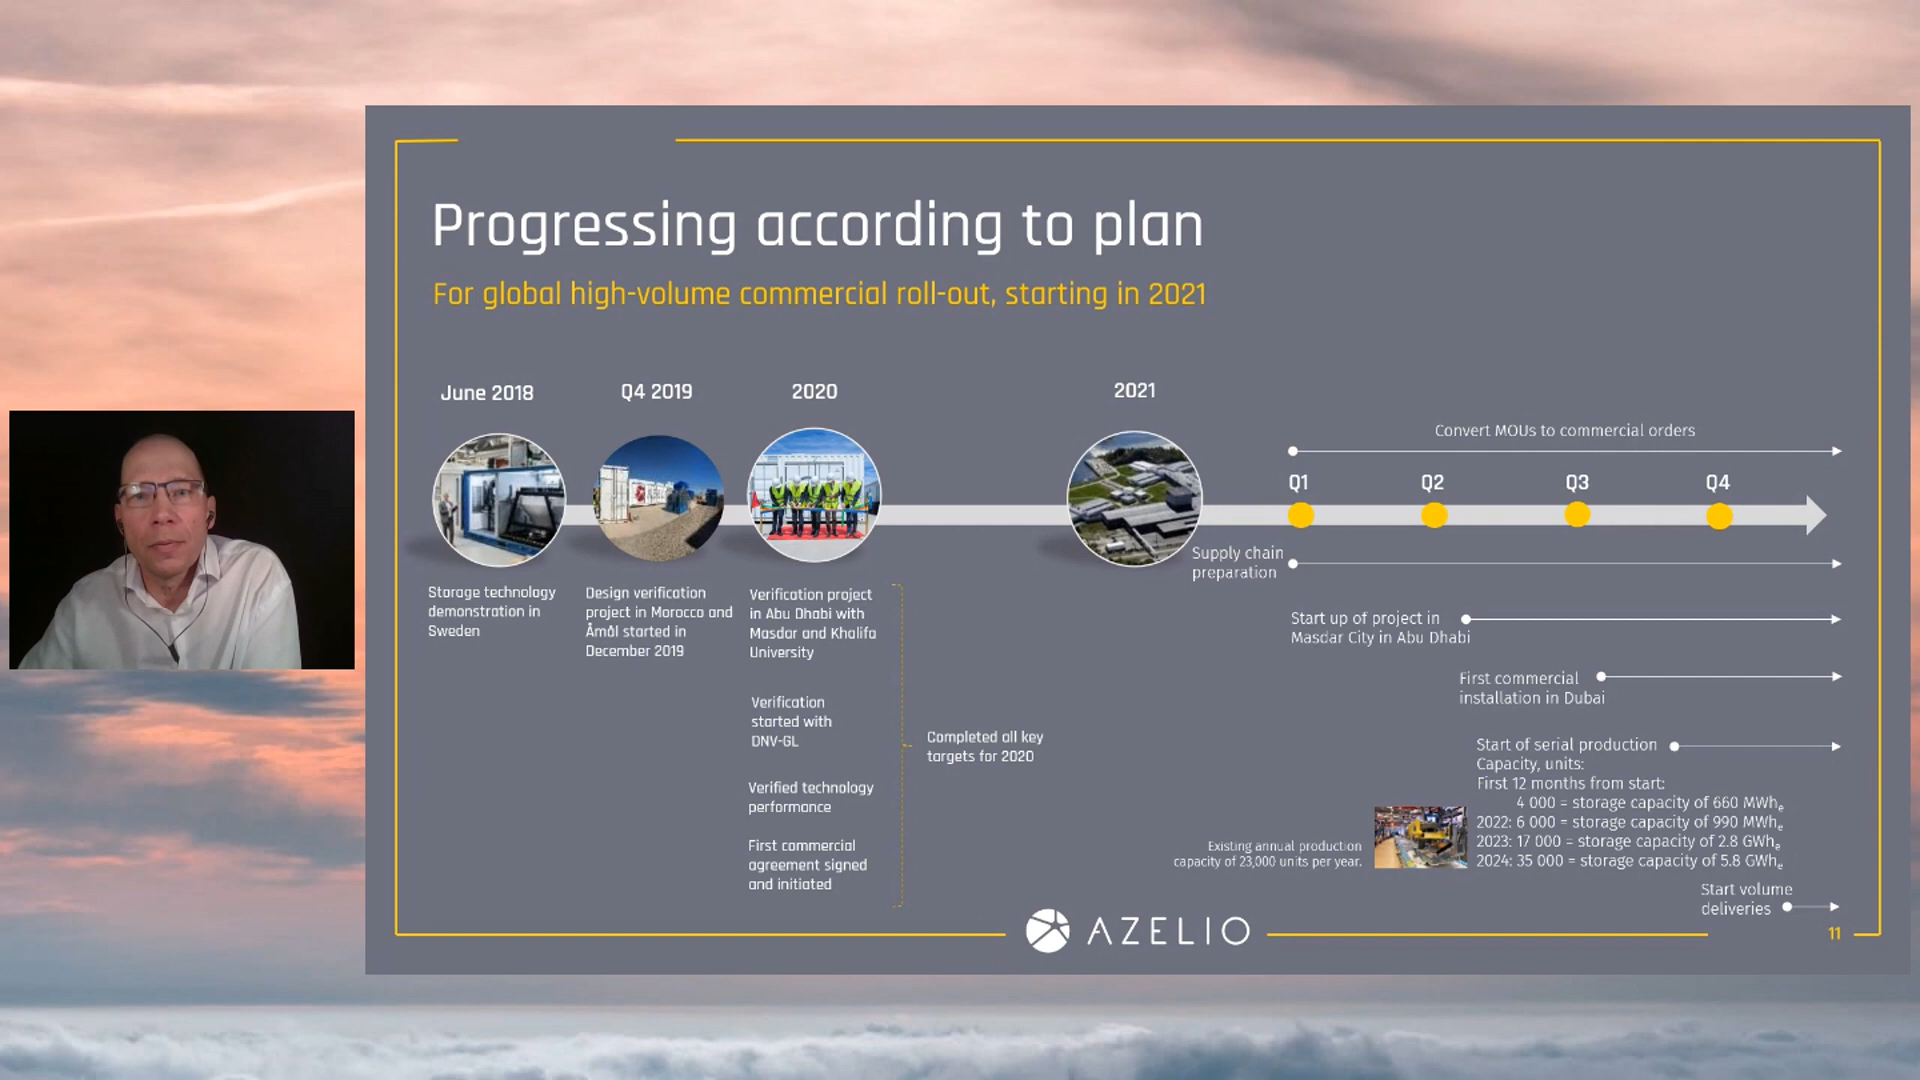 Progressing according to plan
For global high-volume commercial roll-out, starting in 2021
June 2018
Q4 2019
2020
2021
Storage technology
demonstration in
Sweden
Design verification
project in Morocco and
Åmål started in
December 2019
Verification project
in Abu Dhabi with
Masdar and Khalifa
University
Verification
started with
DNV-GL
Verified technology
performance
First commercial
agreement signed
and initiated
Completed all key
targets for 2020
Convert MOUs to commercial orders
Q1
Q2
Q3
Q4
Supply chain
preparation
Start up of project in
Masdar City in Abu Dhabi
First commercial
installation in Dubai
Start of serial production
Capacity, units:
First 12 months from start:
4 000 = storage capacity of 660 MWhₑ
2022: 6 000 = storage capacity of 990 MWhₑ
2023: 17 000 = storage capacity of 2.8 GWhₑ
2024: 35 000 = storage capacity of 5.8 GWhₑ
Existing annual production
capacity of 23,000 units per year.
Start volume
deliveries
AZELIO
11